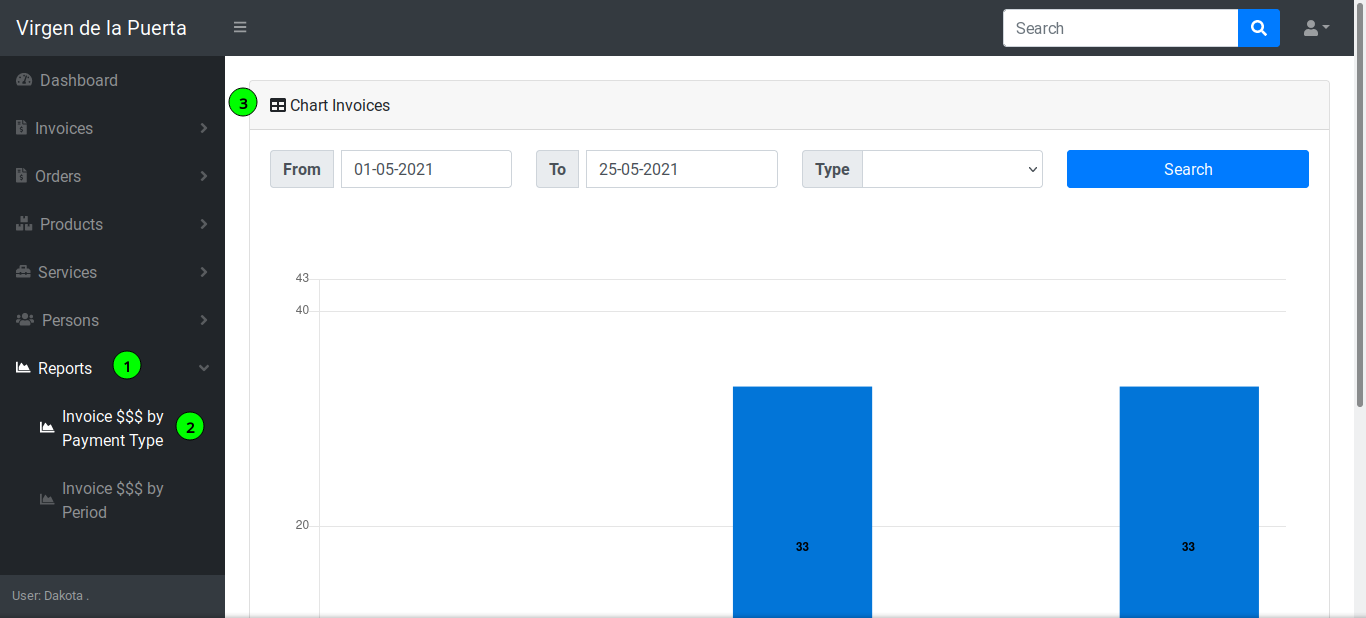 Virgen de la Puerta
Search
Dashboard
Invoices
Orders
Products
Services
Persons
Reports
1
Invoice $$$ by
Payment Type
2
Invoice $$$ by
Period
User: Dakota .
3
Chart Invoices
From 01-05-2021 To 25-05-2021 Type Search
43
40
20
33 33